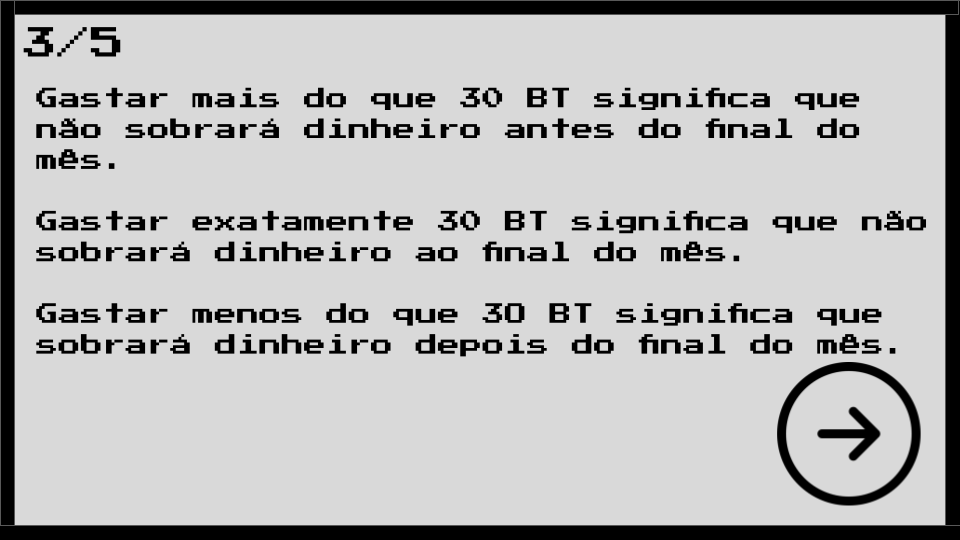 3/5
Gastar mais do que 30 BT significa que
não sobrará dinheiro antes do final do
mês.
Gastar exatamente 30 BT significa que não
sobrará dinheiro ao final do mês.
Gastar menos do que 30 BT significa que
sobrará dinheiro depois do final do mês.